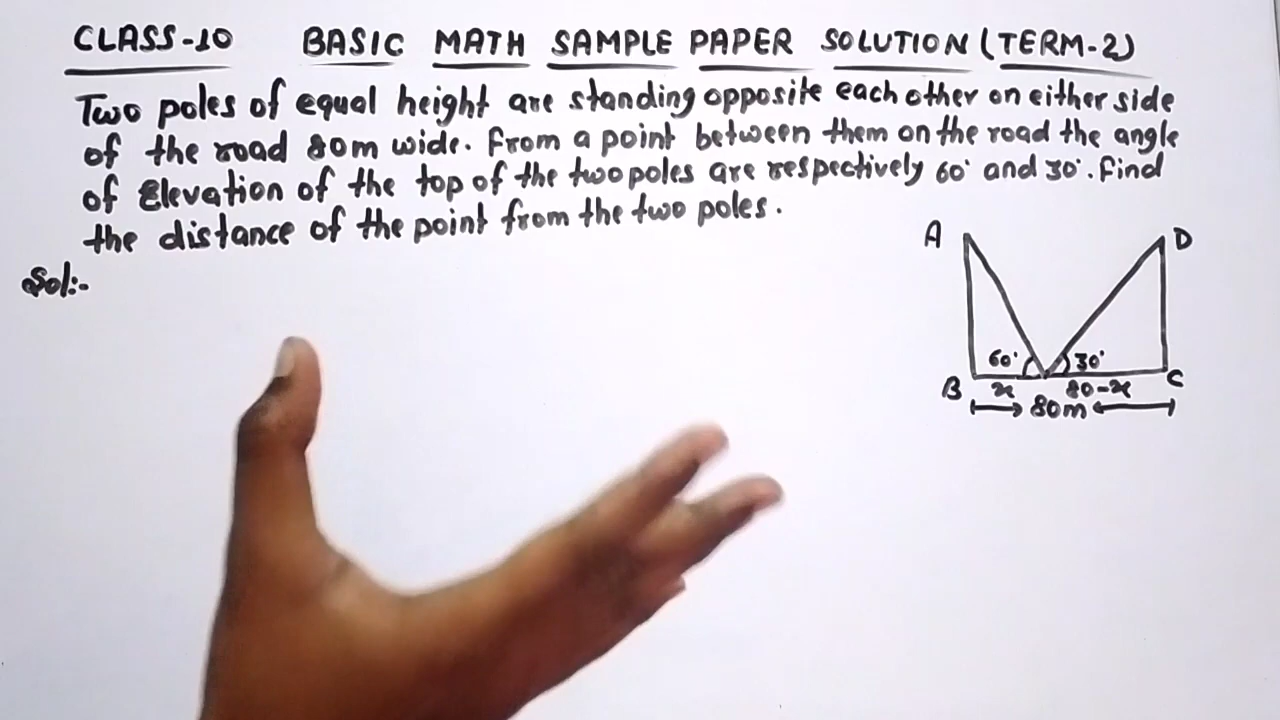 CLASS-10 BASIC MATH SAMPLE PAPER SOLUTION (TERM-2)
Two poles of equal height are standing opposite each other on either side
of the road 80m wide. From a point between them on the road the angle
of Elevation of the top of the two poles are respectively 60° and 30°. Find
the distance of the point from the two poles.
Sol:-
A D
60° 30°
B x 80-x C
80m